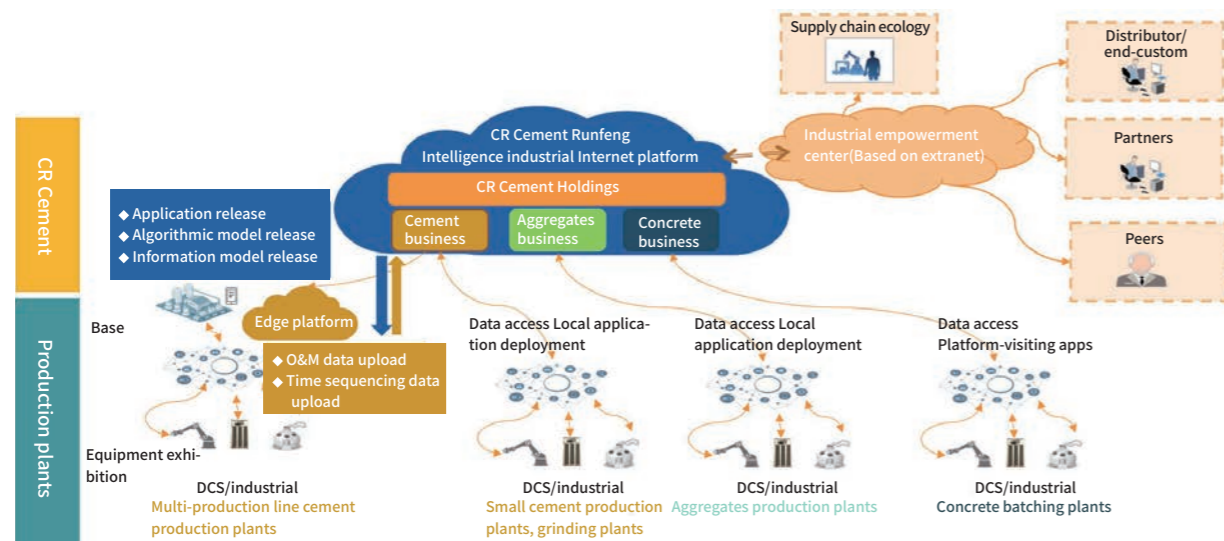 Supply chain ecology
Distributor/
end-custom
CR Cement Runfeng
Intelligence industrial Internet platform
Industrial empowerment
center(Based on extranet)
Partners
CR Cement Holdings
CR Cement
◆ Application release
◆ Algorithmic model release
◆ Information model release
Cement
business
Aggregates
business
Concrete
business
Peers
Production plants
Base
Edge platform
◆ O&M data upload
◆ Time sequencing data
upload
Data access Local applica-
tion deployment
Data access Local
application deployment
Data access
Platform-visiting apps
Equipment exhi-
bition
DCS/industrial
Multi-production line cement
production plants
DCS/industrial
Small cement production
plants, grinding plants
DCS/industrial
Aggregates production plants
DCS/industrial
Concrete batching plants